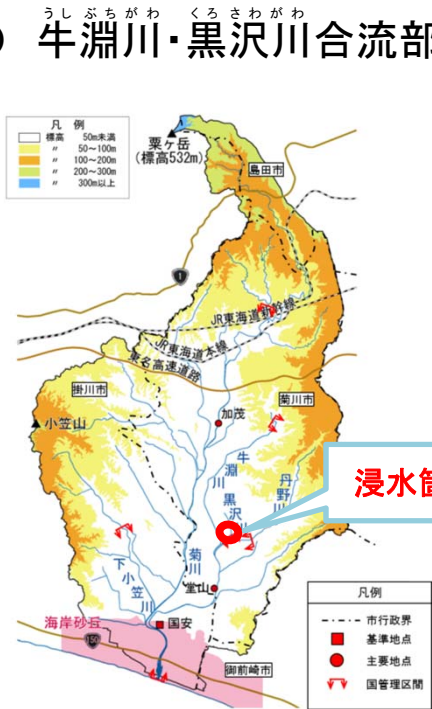 うしぶちがわ くろさわがわ
牛淵川・黒沢川合流部
凡例
標高 50m未満
〃 50～100m
〃 100～200m
〃 200～300m
〃 300m以上
粟ヶ岳
(標高532m)
島田市
1
JR東海道新幹線
JR東海道本線
東名高速道路
掛川市
菊川市
小笠山
加茂
牛淵川
丹野川
黒沢川
浸水箇
菊川
下小笠川
堂山
海岸砂丘
国安
150
御前崎市
凡例
市行政界
基準地点
主要地点
国管理区間